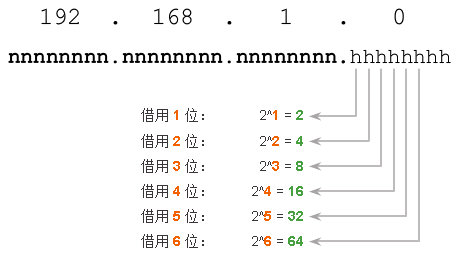 192 . 168 . 1 . 0
nnnnnnnn.nnnnnnnn.nnnnnnnn.hhhhhhhh
借用 1 位： 2^1 = 2
借用 2 位： 2^2 = 4
借用 3 位： 2^3 = 8
借用 4 位： 2^4 = 16
借用 5 位： 2^5 = 32
借用 6 位： 2^6 = 64